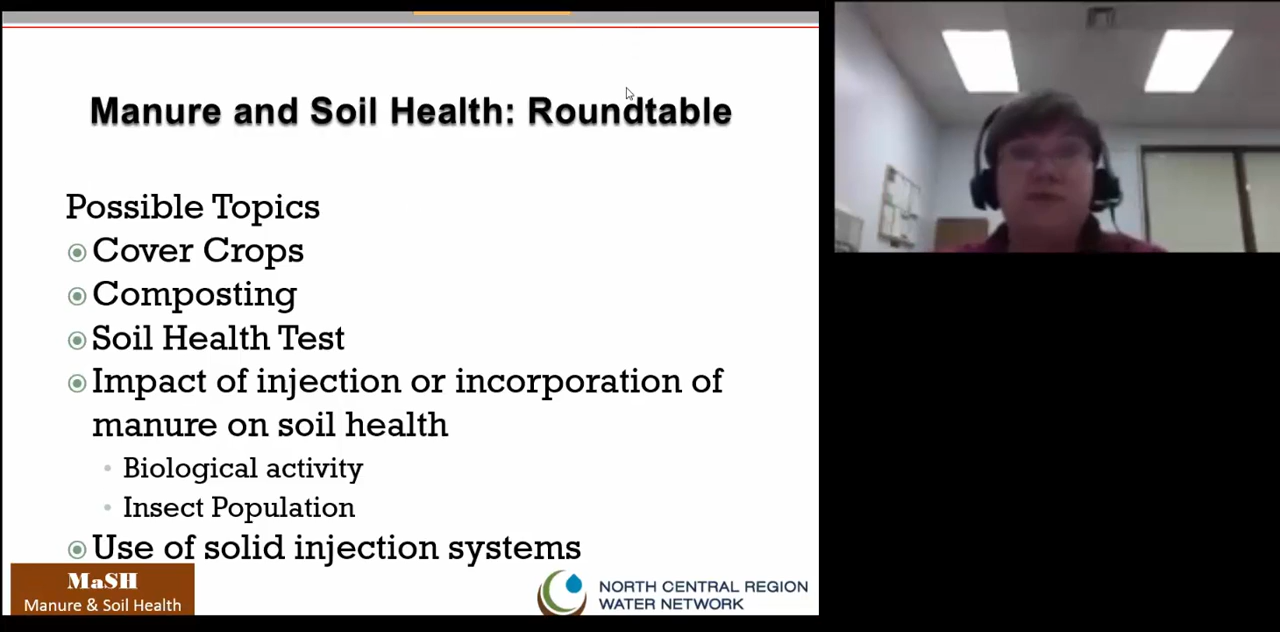 Manure and Soil Health: Roundtable
Possible Topics
Cover Crops
Composting
Soil Health Test
Impact of injection or incorporation of
manure on soil health
Biological activity
Insect Population
Use of solid injection systems
MaSH
Manure & Soil Health
NORTH CENTRAL REGION
WATER NETWORK